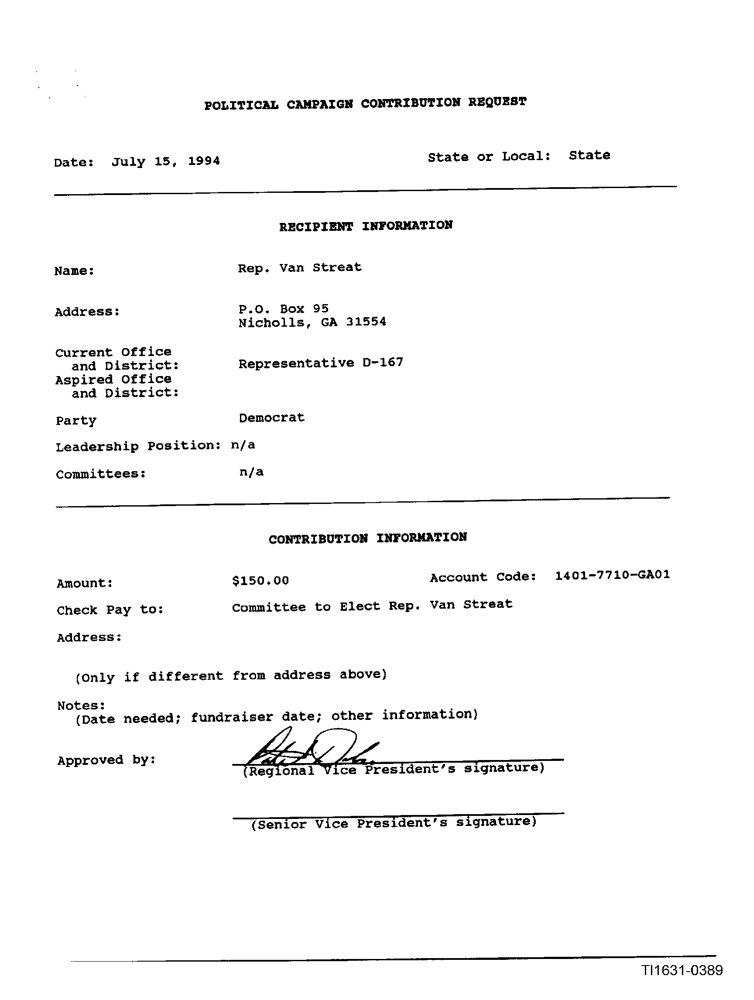 POLITICAL CAMPAIGN CONTRIBUTION REQUEST
Date: July 15, 1994 State or Local: State
RECIPIENT INFORMATION
Name: Rep. Van Streat
Address: P.O. Box 95
Nicholls, GA 31554
Current Office
and District: Representative D-167
Aspired Office
and District:
Party Democrat
Leadership Position: n/a
Committees: n/a
CONTRIBUTION INFORMATION
Amount: $150.00 Account Code: 1401-7710-GA01
Check Pay to: Committee to Elect Rep. Van Streat
Address:
(Only if different from address above)
Notes:
(Date needed; fundraiser date; other information)
Approved by:
(Regional Vice President's signature)
(Senior Vice President's signature)
TI1631-0389